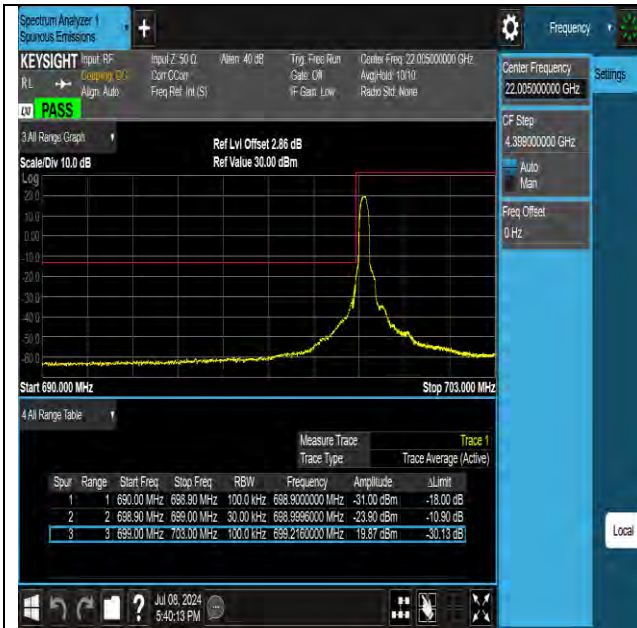 Spectrum Analyzer 1
Spurious Emissions
Frequency
KEYSIGHT
Input: RF
Coupling: DC
Align: Auto
Input Z: 50 Ω
Corr CCorr
Freq Ref: Int (S)
Atten: 40 dB
Trig: Free Run
Gate: Off
IF Gain: Low
Center Freq: 22.005000000 GHz
Avg|Hold: 10/10
Radio Std: None
RL
LXI
PASS
Center Frequency
22.005000000 GHz
Settings
CF Step
4.399000000 GHz
Auto
Man
Freq Offset
0 Hz
3 All Range Graph
Scale/Div 10.0 dB
Ref Lvl Offset 2.86 dB
Ref Value 30.00 dBm
Log
20.0
10.0
0.00
-10.0
-20.0
-30.0
-40.0
-50.0
-60.0
Start 690.000 MHz
Stop 703.000 MHz
4 All Range Table
Measure Trace Trace 1
Trace Type Trace Average (Active)
Spur Range Start Freq Stop Freq RBW Frequency Amplitude ΔLimit
1 1 690.00 MHz 698.90 MHz 100.0 kHz 698.9000000 MHz -31.00 dBm -18.00 dB
2 2 698.90 MHz 699.00 MHz 30.00 kHz 698.9996000 MHz -23.90 dBm -10.90 dB
3 3 699.00 MHz 703.00 MHz 100.0 kHz 699.2160000 MHz 19.87 dBm -30.13 dB
Local
?
Jul 08, 2024
5:40:13 PM